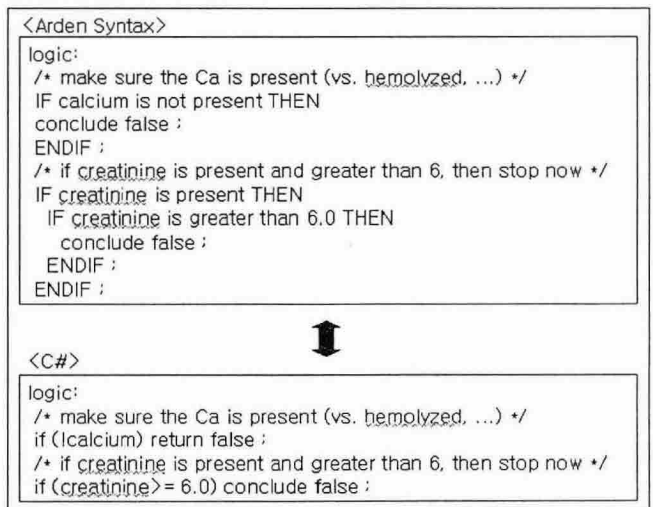 <Arden Syntax>
logic:
/* make sure the Ca is present (vs. hemolyzed, ...) */
IF calcium is not present THEN
conclude false ;
ENDIF ;
/* if creatinine is present and greater than 6, then stop now */
IF creatinine is present THEN
IF creatinine is greater than 6.0 THEN
conclude false ;
ENDIF ;
ENDIF ;
<C#>
logic:
/* make sure the Ca is present (vs. hemolyzed, ...) */
if (!calcium) return false ;
/* if creatinine is present and greater than 6, then stop now */
if (creatinine>= 6.0) conclude false ;